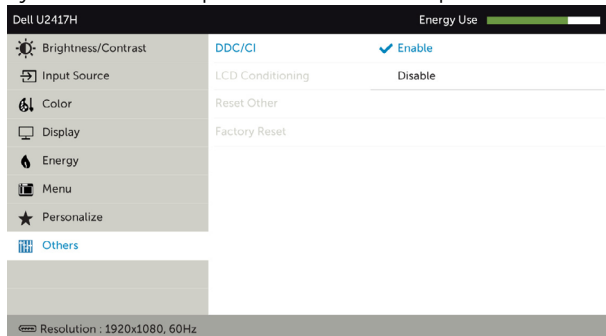 Dell U2417H Energy Use
Brightness/Contrast DDC/CI Enable
Input Source LCD Conditioning Disable
Color Reset Other
Display Factory Reset
Energy
Menu
Personalize
Others
Resolution : 1920x1080, 60Hz